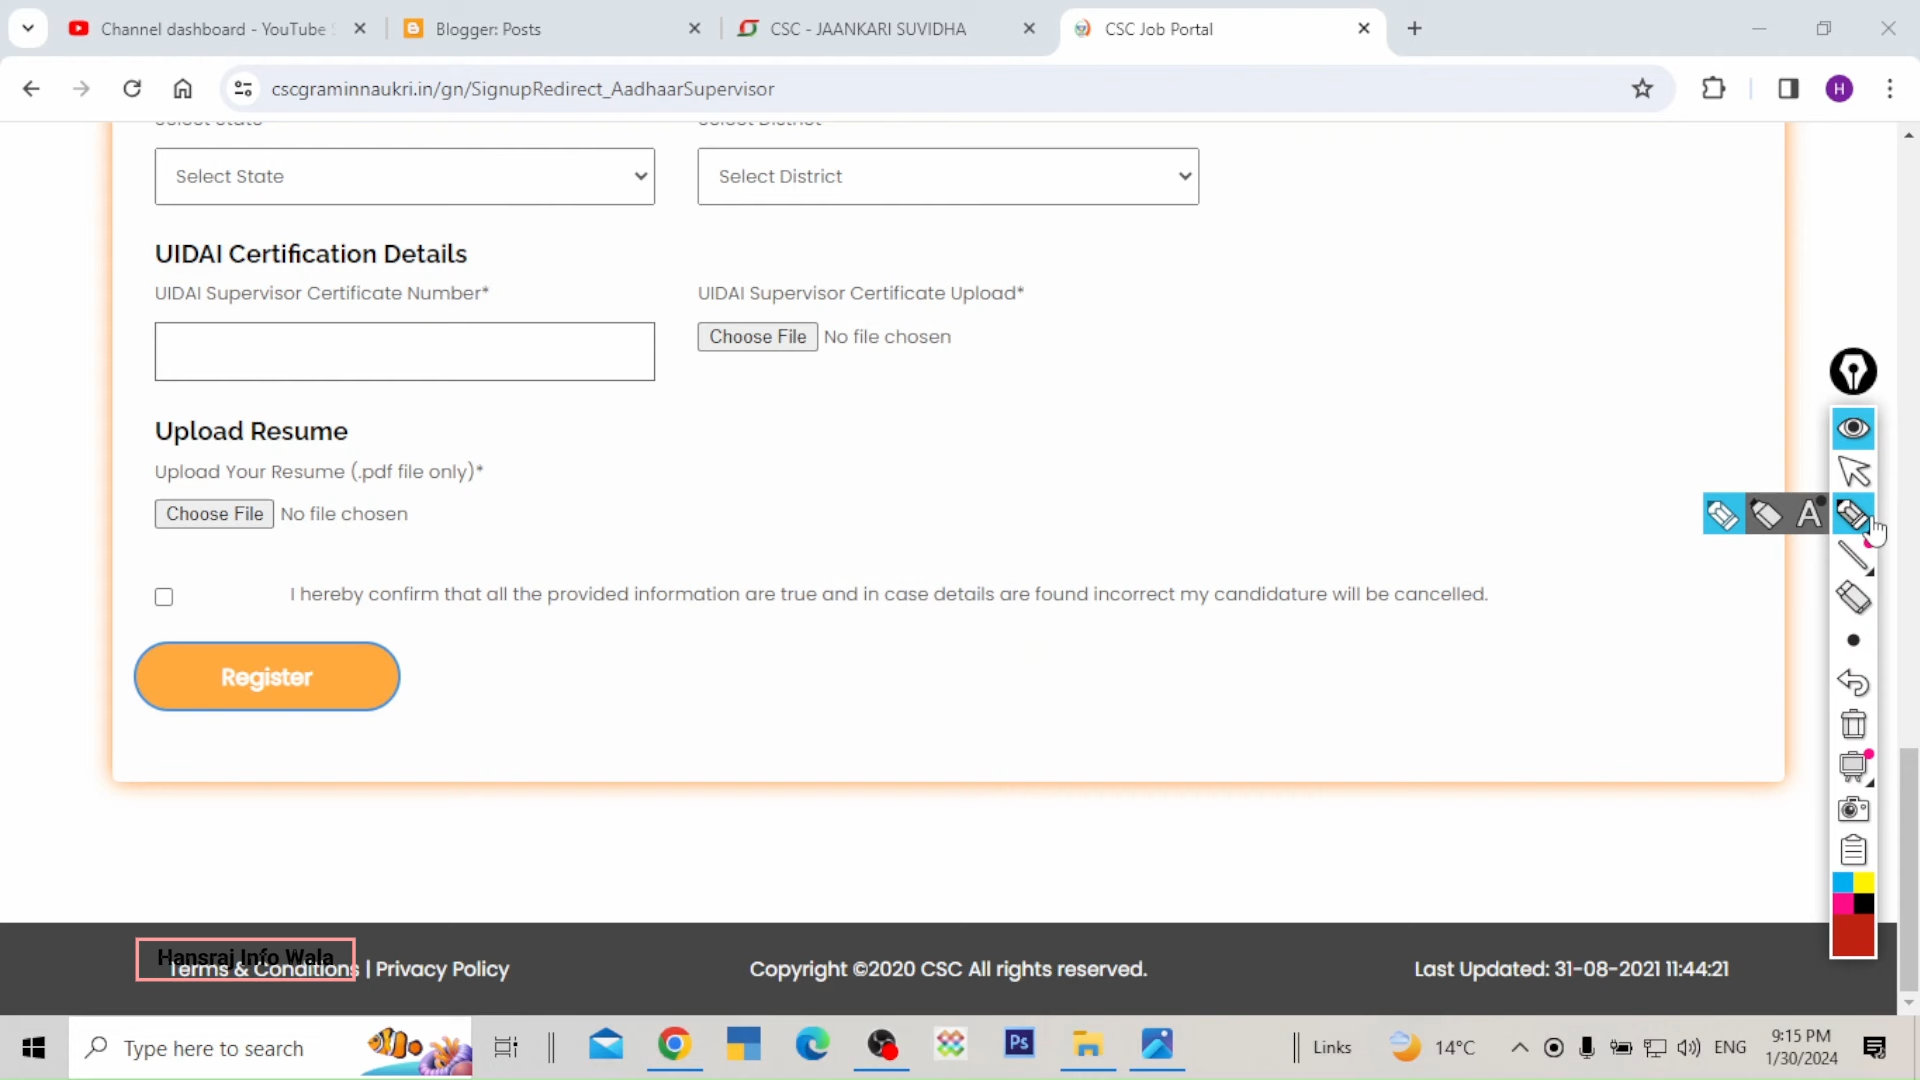 Channel dashboard - YouTube
Blogger: Posts
CSC - JAANKARI SUVIDHA
CSC Job Portal
cscgraminnaukri.in/gn/SignupRedirect_AadhaarSupervisor
H
Select State
Select District
Select State
Select District
UIDAI Certification Details
UIDAI Supervisor Certificate Number*
UIDAI Supervisor Certificate Upload*
Choose File No file chosen
Upload Resume
Upload Your Resume (.pdf file only)*
Choose File No file chosen
A
I hereby confirm that all the provided information are true and in case details are found incorrect my candidature will be cancelled.
Register
Hansraj Info Wala
Terms & Conditions | Privacy Policy
Copyright ©2020 CSC All rights reserved.
Last Updated: 31-08-2021 11:44:21
Type here to search
Ps
Links
14°C
ENG
9:15 PM
1/30/2024